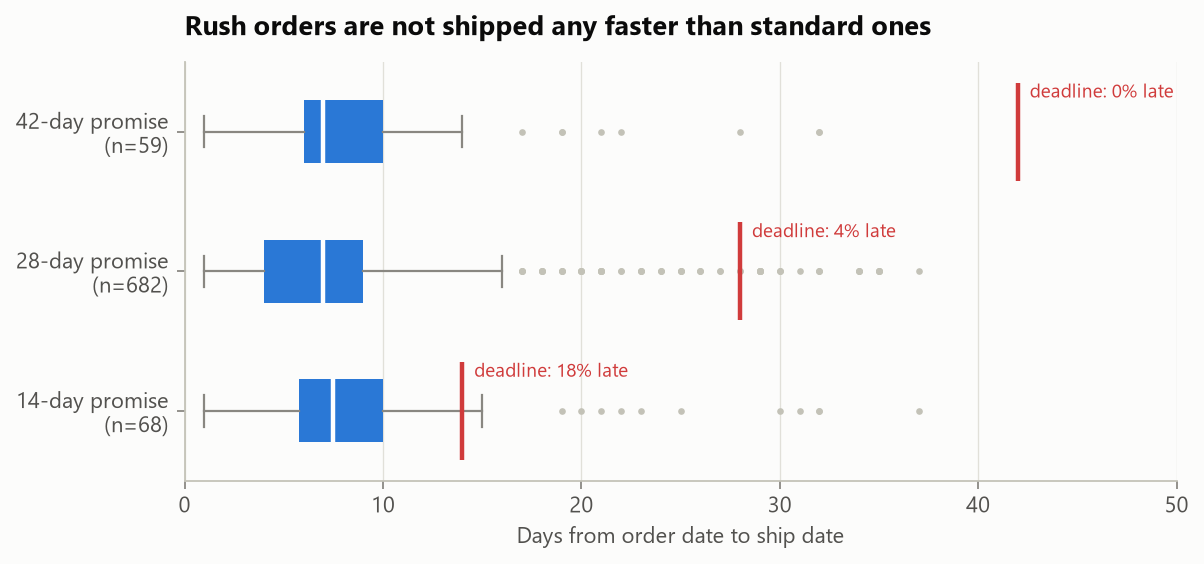 Rush orders are not shipped any faster than standard ones
42-day promise
(n=59)
deadline: 0% late
28-day promise
(n=682)
deadline: 4% late
14-day promise
(n=68)
deadline: 18% late
0 10 20 30 40 50
Days from order date to ship date